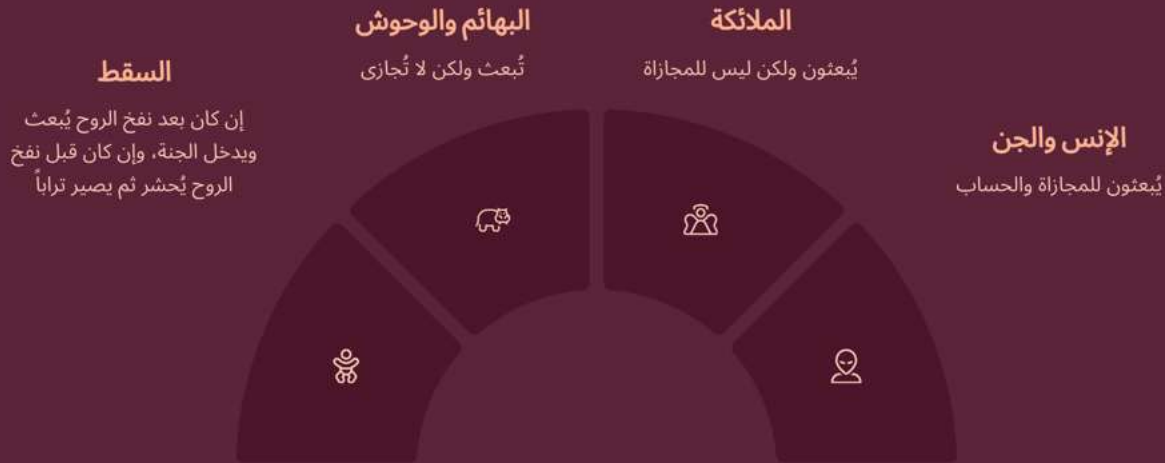 الإنس والجن
يُبعثون للمجازاة والحساب
الملائكة
يُبعثون ولكن ليس للمجازاة
البهائم والوحوش
تُبعث ولكن لا تُجازى
السقط
إن كان بعد نفخ الروح يُبعث
ويدخل الجنة، وإن كان قبل نفخ
الروح يُحشر ثم يصير تراباً